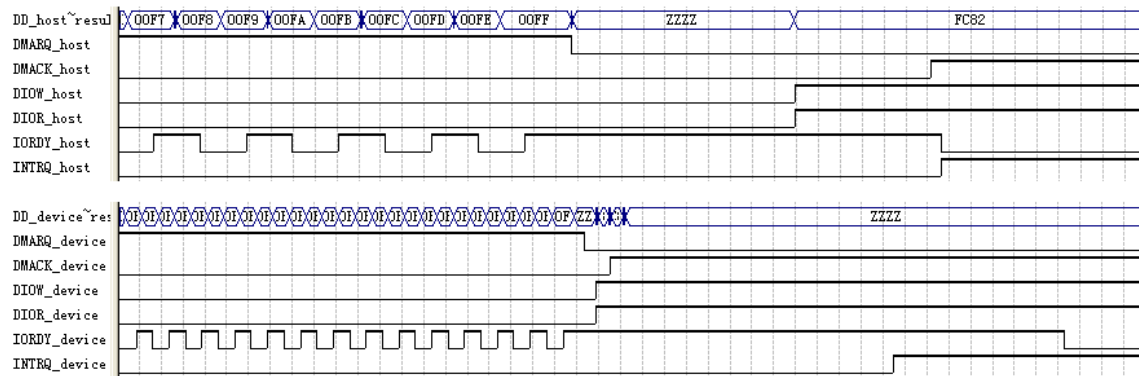 DD_host~resul 00F7 00F8 00F9 00FA 00FB 00FC 00FD 00FE 00FF ZZZZ FC82
DMARQ_host
DMACK_host
DIOW_host
DIOR_host
IORDY_host
INTRQ_host
DD_device~res ZZ ZZZZ
DMARQ_device
DMACK_device
DIOW_device
DIOR_device
IORDY_device
INTRQ_device